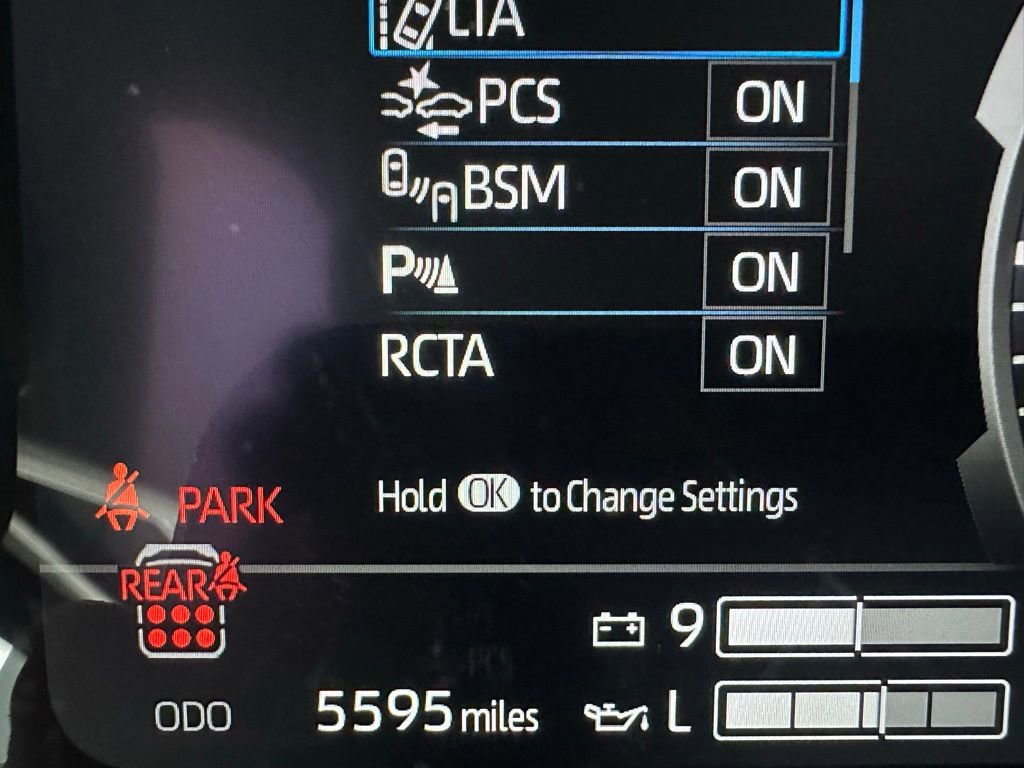 LTA
PCS ON
BSM ON
P ON
RCTA ON
PARK Hold OK to Change Settings
REAR
9
ODO 5595 miles L